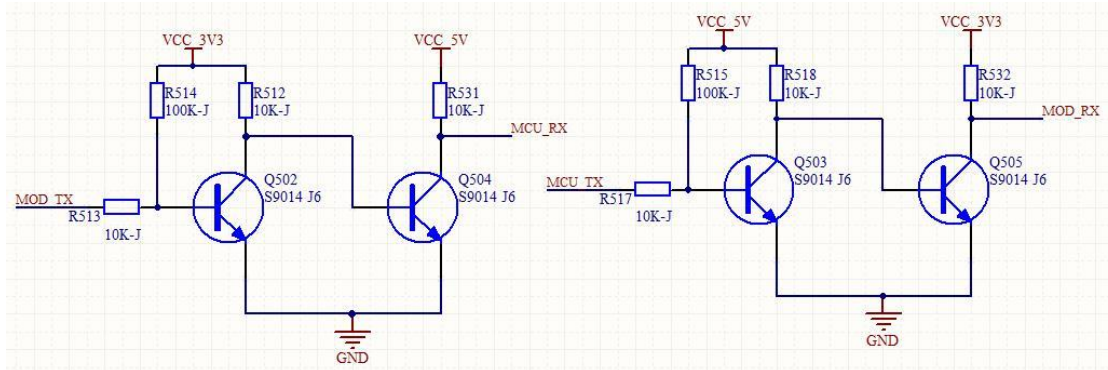 VCC_3V3
R514
100K-J
R512
10K-J
VCC_5V
R531
10K-J
MCU_RX
MOD_TX
R513
10K-J
Q502
S9014 J6
Q504
S9014 J6
GND
VCC_5V
R515
100K-J
R518
10K-J
VCC_3V3
R532
10K-J
MOD_RX
MCU_TX
R517
10K-J
Q503
S9014 J6
Q505
S9014 J6
GND